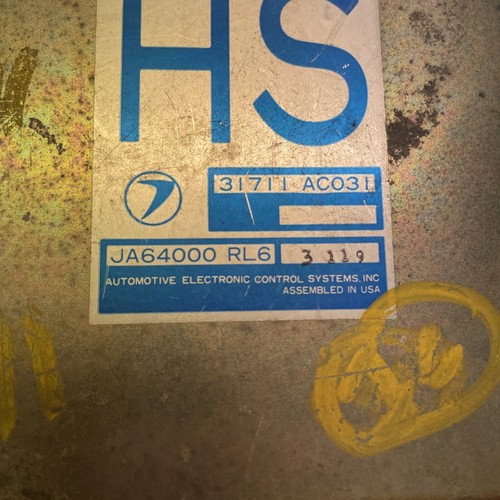 HS
31711 AC031
JA64000 RL6 3 119
AUTOMOTIVE ELECTRONIC CONTROL SYSTEMS, INC
ASSEMBLED IN USA